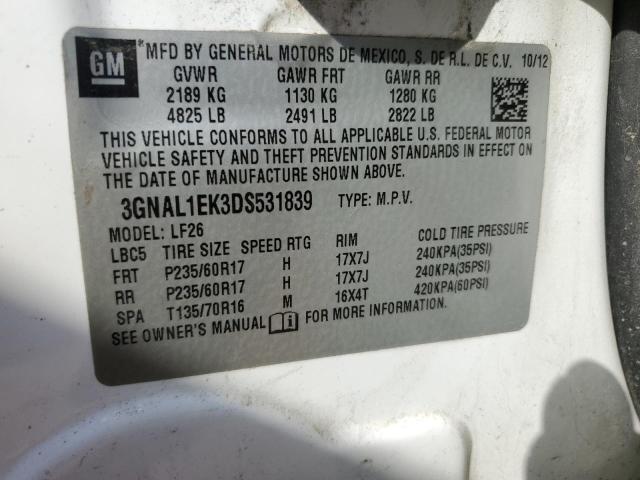 GM
*MFD BY GENERAL MOTORS DE MEXICO, S. DE R.L. DE C.V. 10/12
GVWR GAWR FRT GAWR RR
2189 KG 1130 KG 1280 KG
4825 LB 2491 LB 2822 LB
THIS VEHICLE CONFORMS TO ALL APPLICABLE U.S. FEDERAL MOTOR
VEHICLE SAFETY AND THEFT PREVENTION STANDARDS IN EFFECT ON
THE DATE OF MANUFACTURE SHOWN ABOVE.
3GNAL1EK3DS531839 TYPE: M.P.V.
MODEL: LF26
LBC5 TIRE SIZE SPEED RTG RIM COLD TIRE PRESSURE
FRT P235/60R17 H 17X7J 240KPA(35PSI)
RR P235/60R17 H 17X7J 240KPA(35PSI)
SPA T135/70R16 M 16X4T 420KPA(60PSI)
SEE OWNER'S MANUAL i FOR MORE INFORMATION.